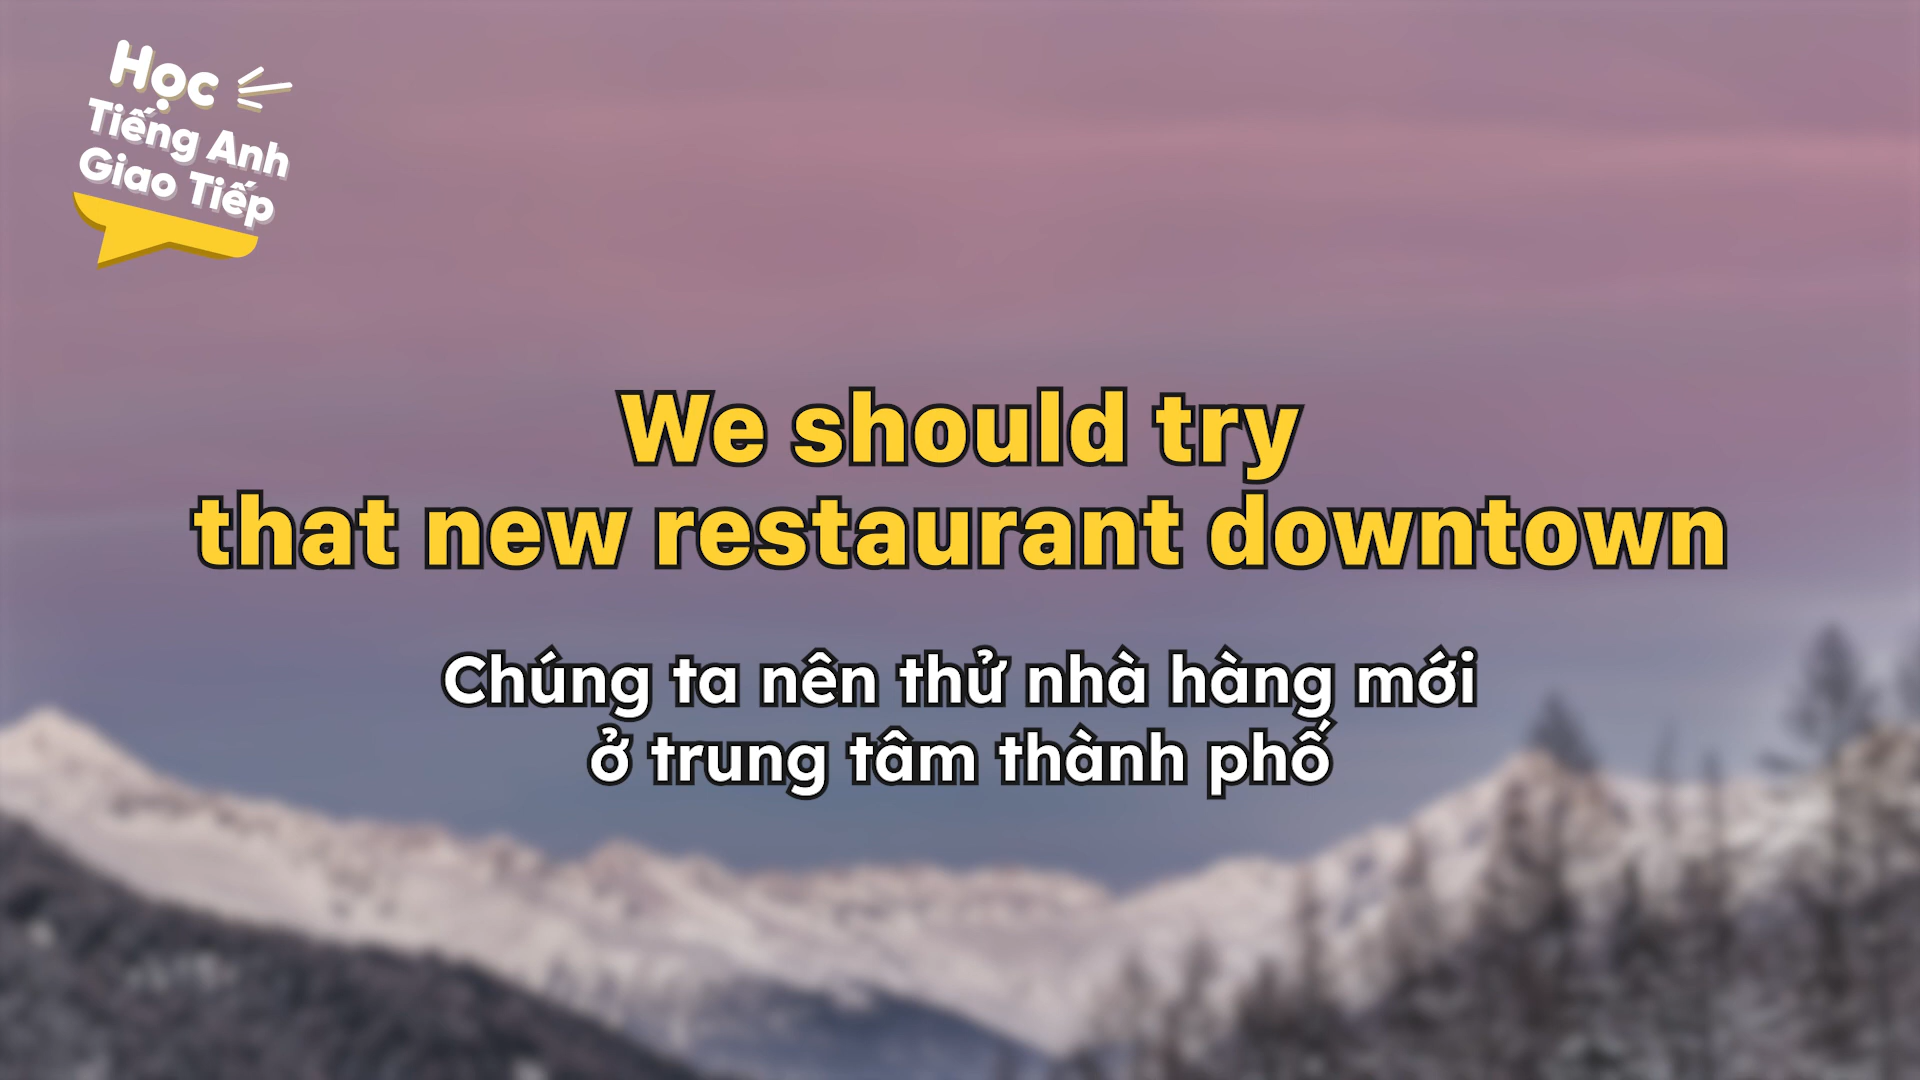 Học
Tiếng Anh
Giao Tiếp
We should try
that new restaurant downtown
Chúng ta nên thử nhà hàng mới
ở trung tâm thành phố